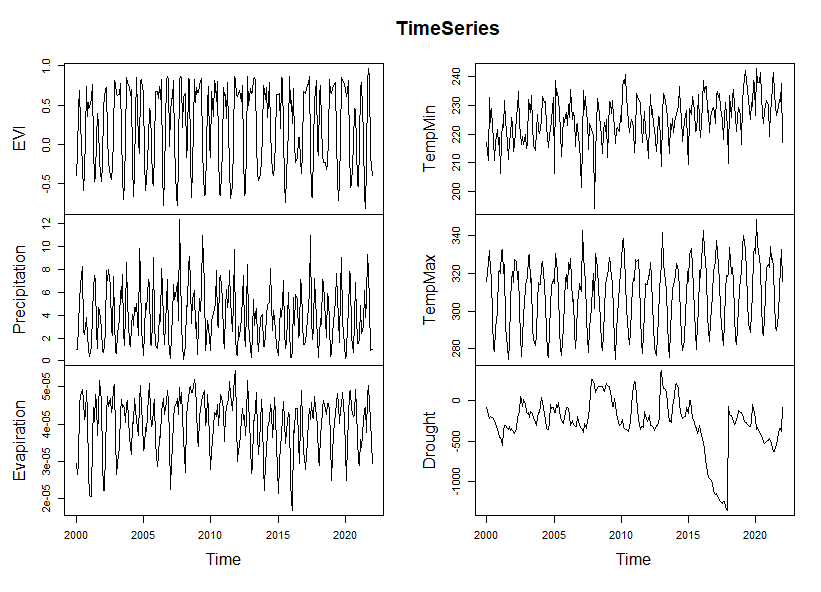 TimeSeries
EVI
1.0
0.5
0.0
-0.5
Precipitation
12
10
8
6
4
2
0
Evapiration
5e-05
4e-05
3e-05
2e-05
2000 2005 2010 2015 2020
Time
TempMin
240
230
220
210
200
TempMax
340
320
300
280
Drought
0
-500
-1000
2000 2005 2010 2015 2020
Time